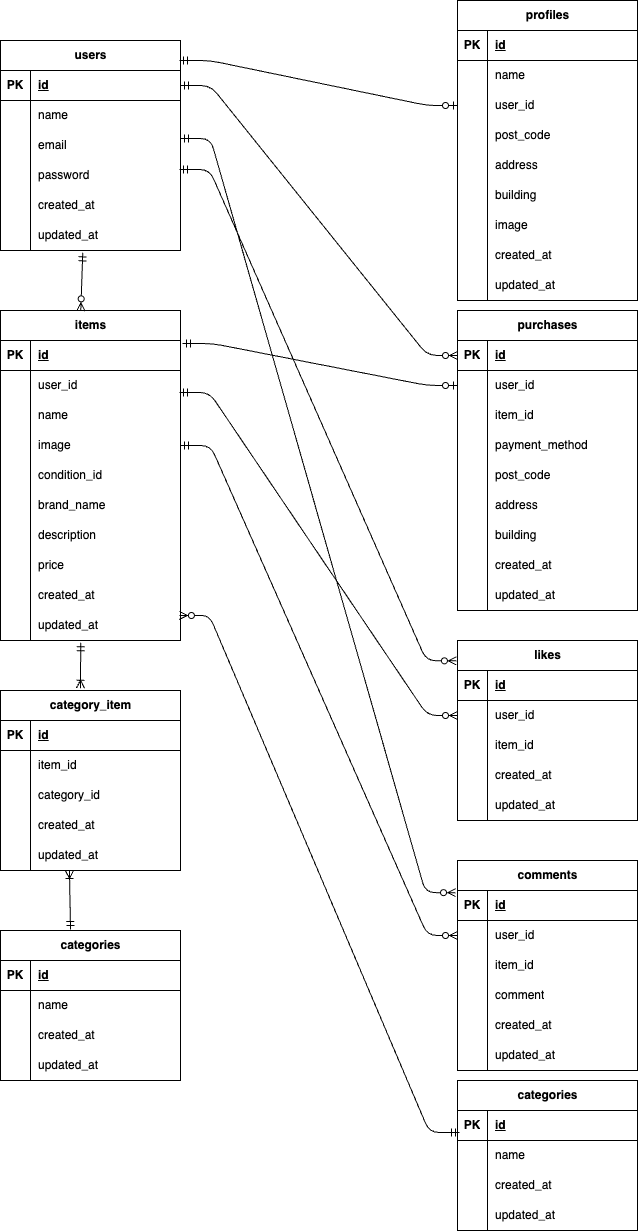 users
PK id
name
email
password
created_at
updated_at
items
PK id
user_id
name
image
condition_id
brand_name
description
price
created_at
updated_at
category_item
PK id
item_id
category_id
created_at
updated_at
categories
PK id
name
created_at
updated_at
profiles
PK id
name
user_id
post_code
address
building
image
created_at
updated_at
purchases
PK id
user_id
item_id
payment_method
post_code
address
building
created_at
updated_at
likes
PK id
user_id
item_id
created_at
updated_at
comments
PK id
user_id
item_id
comment
created_at
updated_at
categories
PK id
name
created_at
updated_at